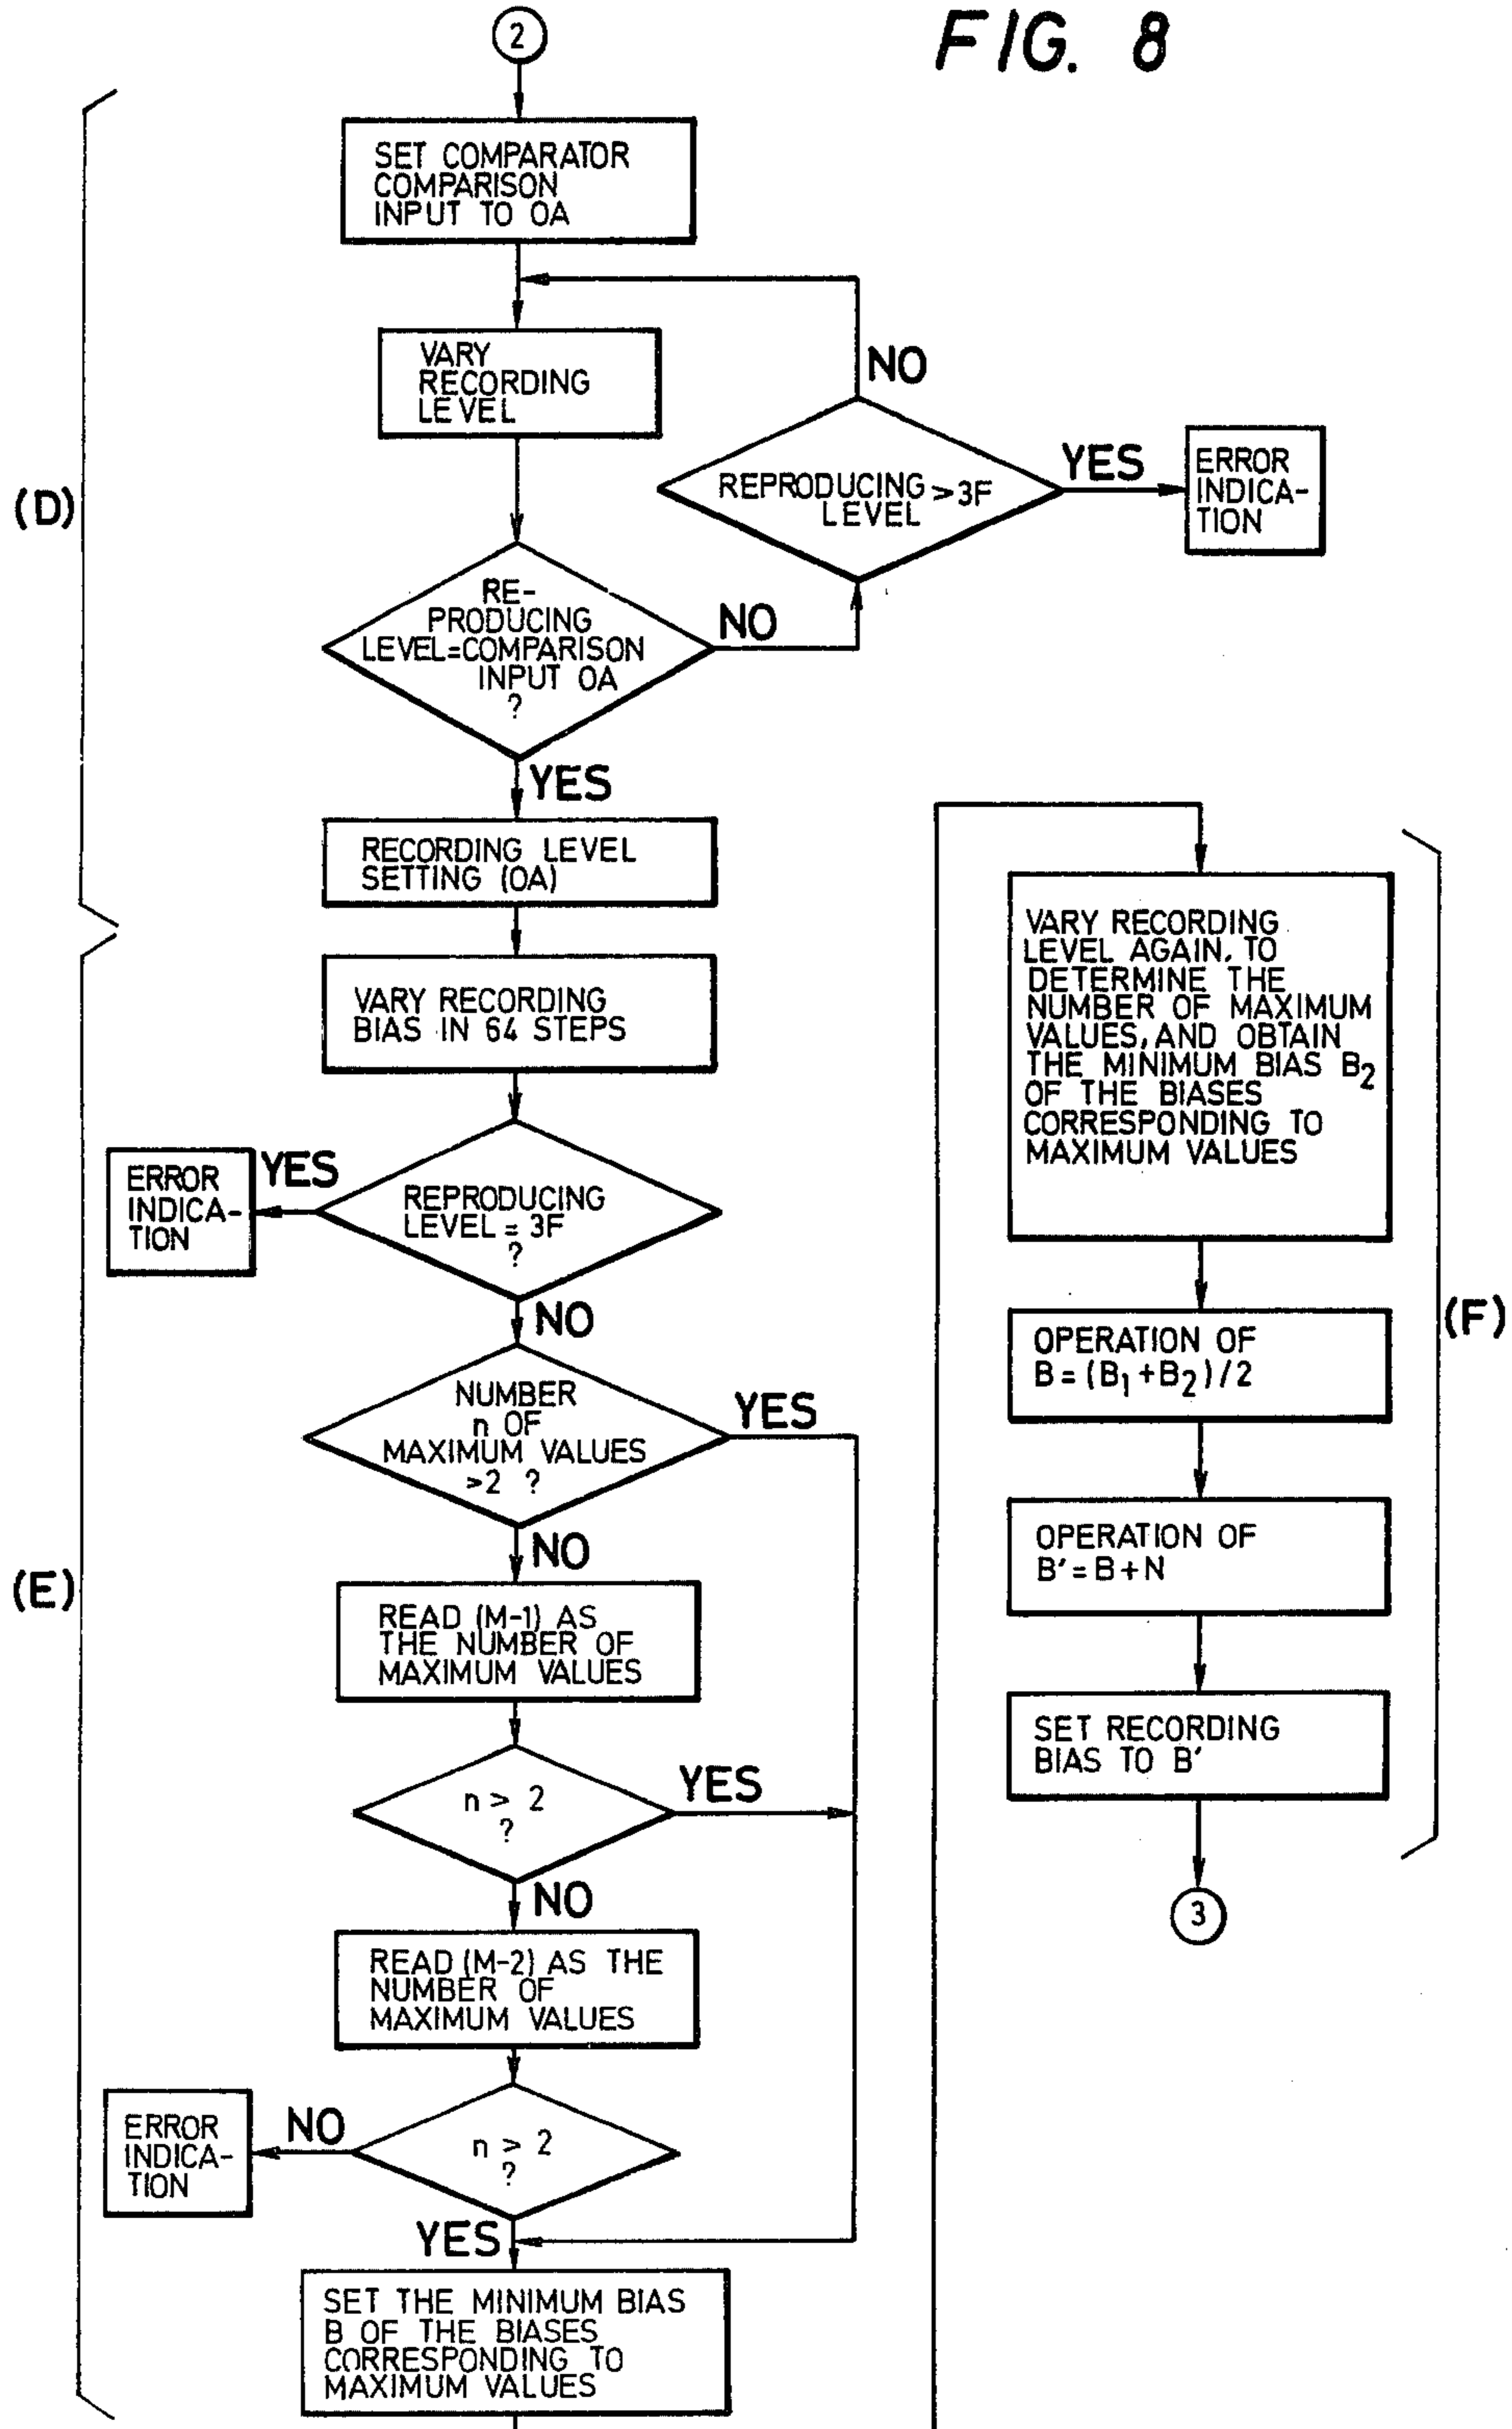 FIG. 8
2
(D)
SET COMPARATOR
COMPARISON
INPUT TO OA
VARY
RECORDING
LEVEL
NO
REPRODUCING
LEVEL >3F
YES
ERROR
INDICA-
TION
RE-
PRODUCING
LEVEL=COMPARISON
INPUT OA
?
NO
YES
RECORDING LEVEL
SETTING (OA)
(E)
VARY RECORDING
BIAS IN 64 STEPS
REPRODUCING
LEVEL = 3F
?
YES
ERROR
INDICA-
TION
NO
NUMBER
n OF
MAXIMUM VALUES
>2 ?
YES
NO
READ (M-1) AS
THE NUMBER OF
MAXIMUM VALUES
n > 2
?
YES
NO
READ (M-2) AS THE
NUMBER OF
MAXIMUM VALUES
n > 2
?
NO
ERROR
INDICA-
TION
YES
SET THE MINIMUM BIAS
B OF THE BIASES
CORRESPONDING TO
MAXIMUM VALUES
(F)
VARY RECORDING
LEVEL AGAIN, TO
DETERMINE THE
NUMBER OF MAXIMUM
VALUES, AND OBTAIN
THE MINIMUM BIAS B2
OF THE BIASES
CORRESPONDING TO
MAXIMUM VALUES
OPERATION OF
B=(B1+B2)/2
OPERATION OF
B'=B+N
SET RECORDING
BIAS TO B'
3